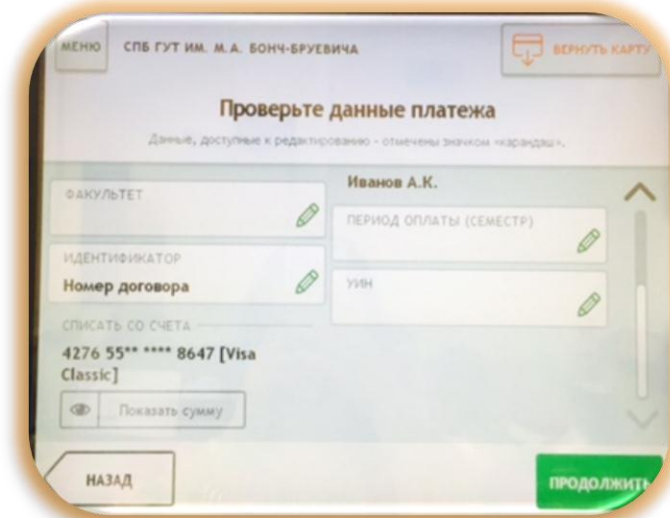 МЕНЮ
СПБ ГУТ ИМ. М.А. БОНЧ-БРУЕВИЧА
ВЕРНУТЬ КАРТУ
Проверьте данные платежа
Данные, доступные к редактированию - отмечены значком «карандаш».
ФАКУЛЬТЕТ
Иванов А.К.
ПЕРИОД ОПЛАТЫ (СЕМЕСТР)
ИДЕНТИФИКАТОР
Номер договора
УИН
СПИСАТЬ СО СЧЕТА
4276 55** **** 8647 [Visa
Classic]
Показать сумму
НАЗАД
ПРОДОЛЖИТЬ